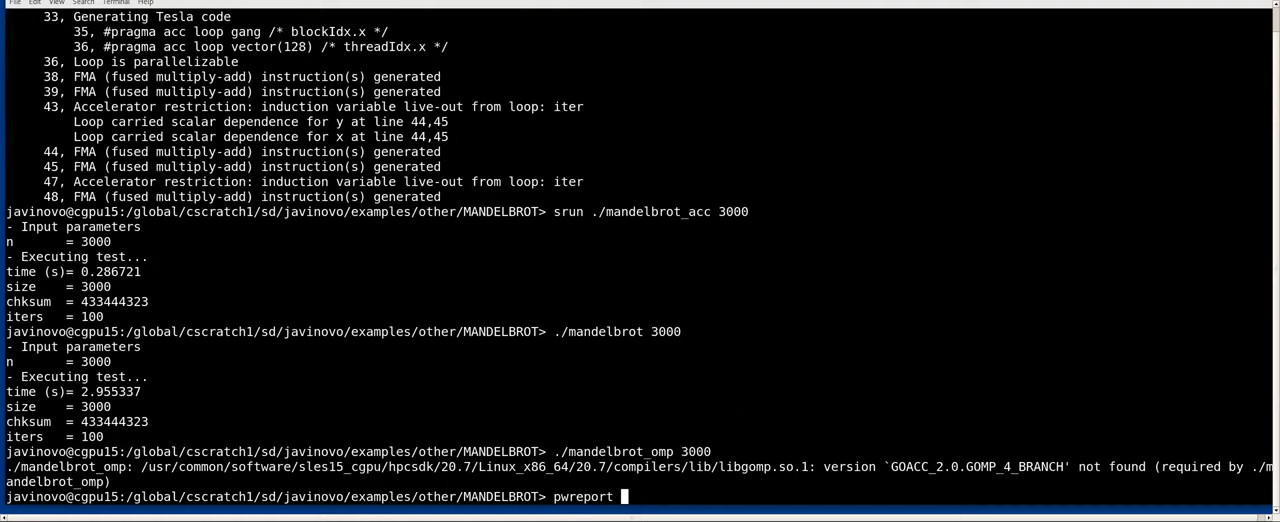 File Edit View Search Terminal Help
33, Generating Tesla code
35, #pragma acc loop gang /* blockIdx.x */
36, #pragma acc loop vector(128) /* threadIdx.x */
36, Loop is parallelizable
38, FMA (fused multiply-add) instruction(s) generated
39, FMA (fused multiply-add) instruction(s) generated
43, Accelerator restriction: induction variable live-out from loop: iter
Loop carried scalar dependence for y at line 44,45
Loop carried scalar dependence for x at line 44,45
44, FMA (fused multiply-add) instruction(s) generated
45, FMA (fused multiply-add) instruction(s) generated
47, Accelerator restriction: induction variable live-out from loop: iter
48, FMA (fused multiply-add) instruction(s) generated
javinovo@cgpu15:/global/cscratch1/sd/javinovo/examples/other/MANDELBROT> srun ./mandelbrot_acc 3000
- Input parameters
n       = 3000
- Executing test...
time (s)= 0.286721
size    = 3000
chksum  = 433444323
iters   = 100
javinovo@cgpu15:/global/cscratch1/sd/javinovo/examples/other/MANDELBROT> ./mandelbrot 3000
- Input parameters
n       = 3000
- Executing test...
time (s)= 2.955337
size    = 3000
chksum  = 433444323
iters   = 100
javinovo@cgpu15:/global/cscratch1/sd/javinovo/examples/other/MANDELBROT> ./mandelbrot_omp 3000
./mandelbrot_omp: /usr/common/software/sles15_cgpu/hpcsdk/20.7/Linux_x86_64/20.7/compilers/lib/libgomp.so.1: version `GOACC_2.0.GOMP_4_BRANCH' not found (required by ./m
andelbrot_omp)
javinovo@cgpu15:/global/cscratch1/sd/javinovo/examples/other/MANDELBROT> pwreport